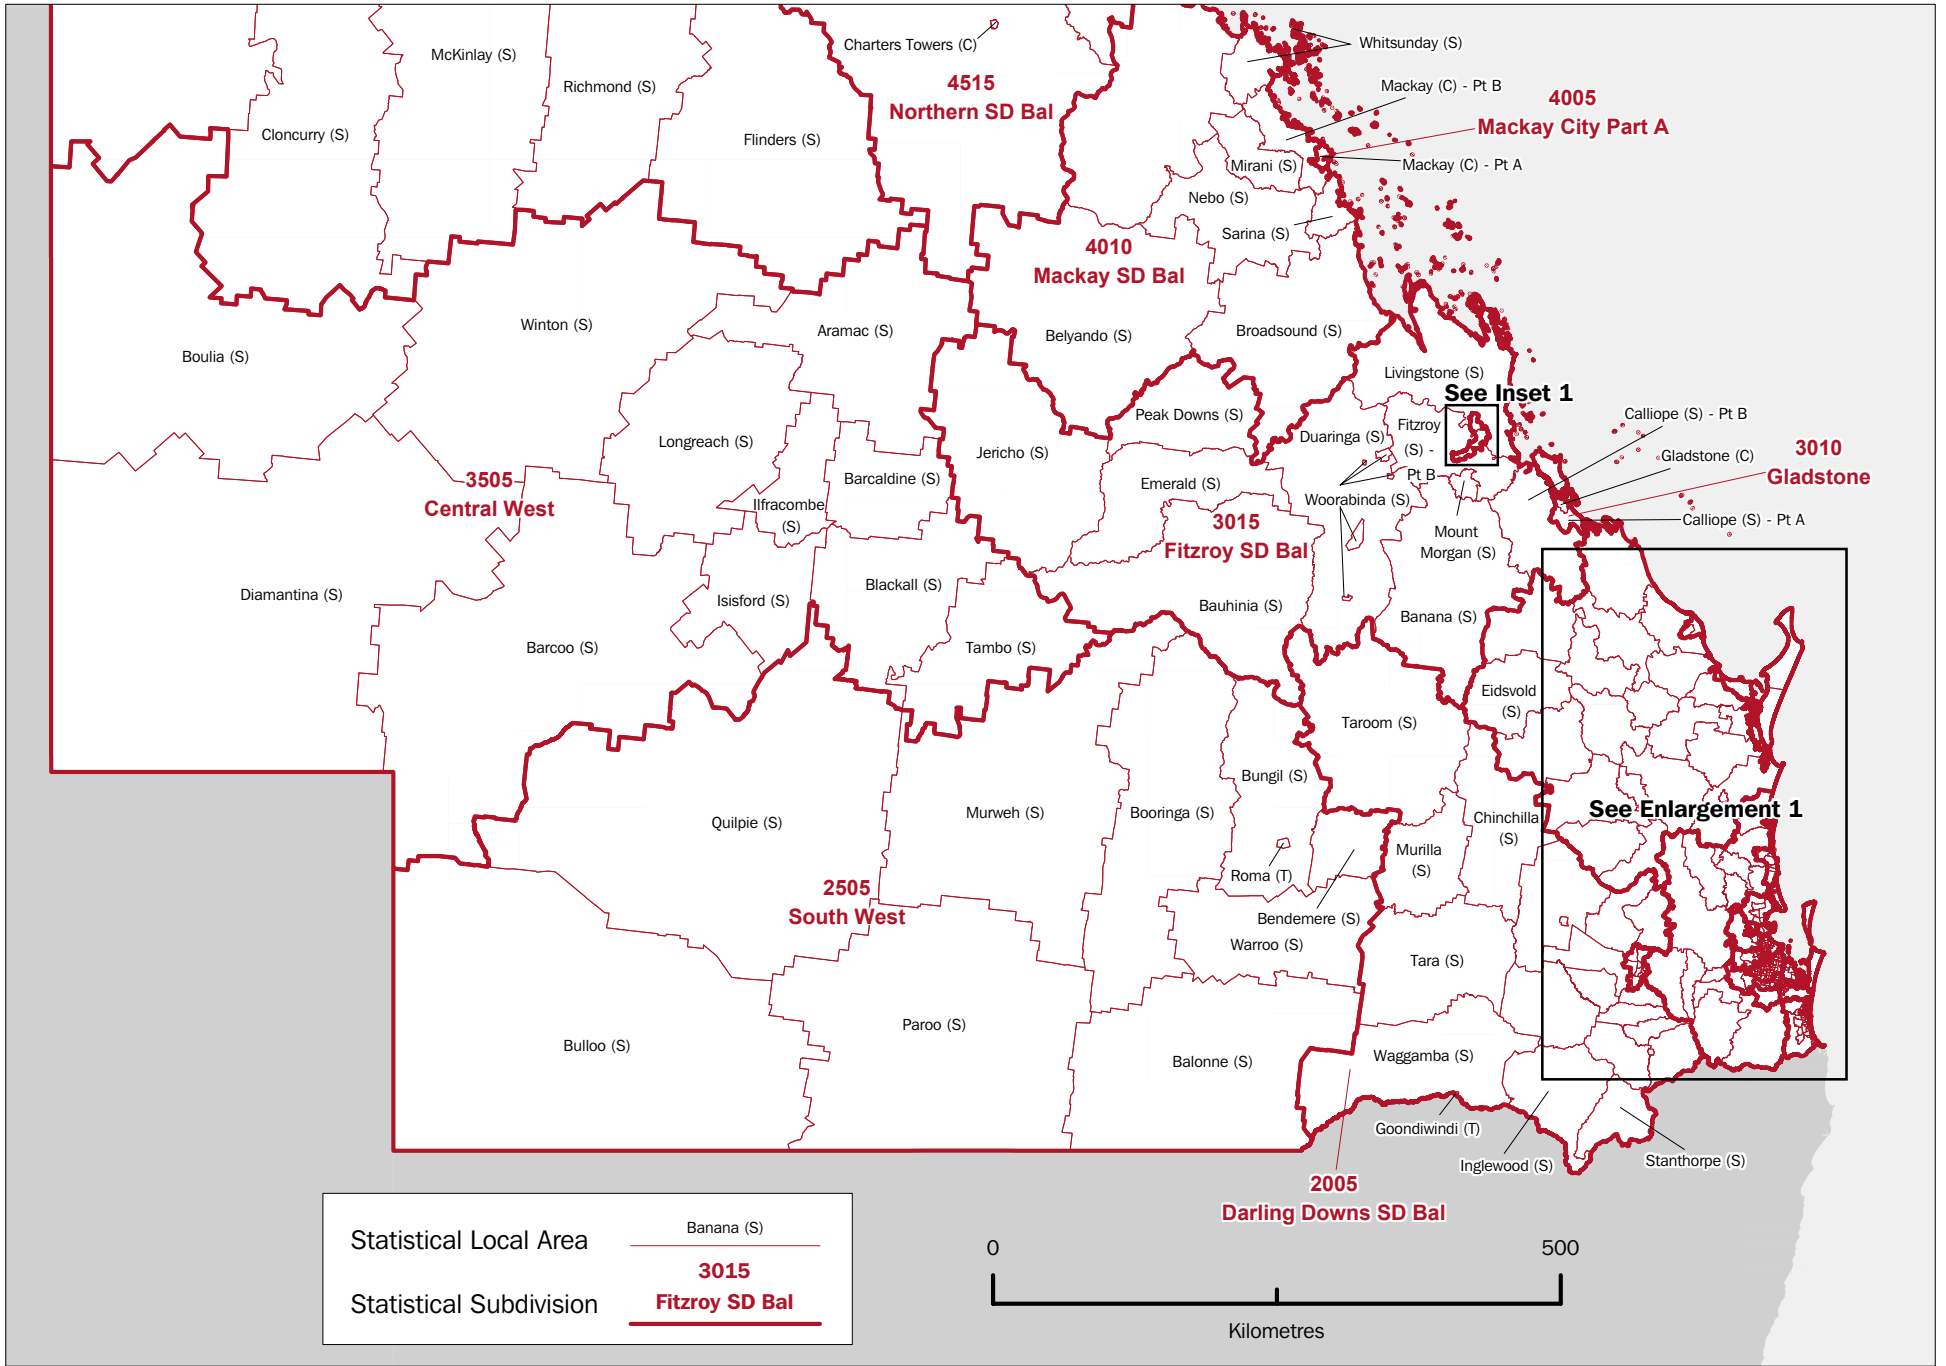 McKinlay (S)
Charters Towers (C)
Whitsunday (S)
Richmond (S)
4515
Northern SD Bal
Mackay (C) - Pt B
4005
Mackay City Part A
Cloncurry (S)
Flinders (S)
Mirani (S)
Mackay (C) - Pt A
Nebo (S)
Sarina (S)
4010
Mackay SD Bal
Winton (S)
Aramac (S)
Belyando (S)
Broadsound (S)
Boulia (S)
Livingstone (S)
See Inset 1
Peak Downs (S)
Calliope (S) - Pt B
Longreach (S)
Jericho (S)
Duaringa (S)
Fitzroy
(S) -
Pt B
Gladstone (C)
3010
Gladstone
3505
Central West
Barcaldine (S)
Emerald (S)
Ilfracombe
(S)
Woorabinda (S)
3015
Fitzroy SD Bal
Mount
Morgan (S)
Calliope (S) - Pt A
Diamantina (S)
Isisford (S)
Blackall (S)
Bauhinia (S)
Banana (S)
Barcoo (S)
Tambo (S)
Eidsvold
(S)
Taroom (S)
Bungil (S)
Quilpie (S)
Murweh (S)
Booringa (S)
Chinchilla
(S)
See Enlargement 1
Murilla
(S)
Roma (T)
2505
South West
Bendemere (S)
Warroo (S)
Tara (S)
Paroo (S)
Bulloo (S)
Balonne (S)
Waggamba (S)
Goondiwindi (T)
Inglewood (S)
Stanthorpe (S)
2005
Darling Downs SD Bal
Statistical Local Area
Banana (S)
Statistical Subdivision
3015
Fitzroy SD Bal
0
500
Kilometres